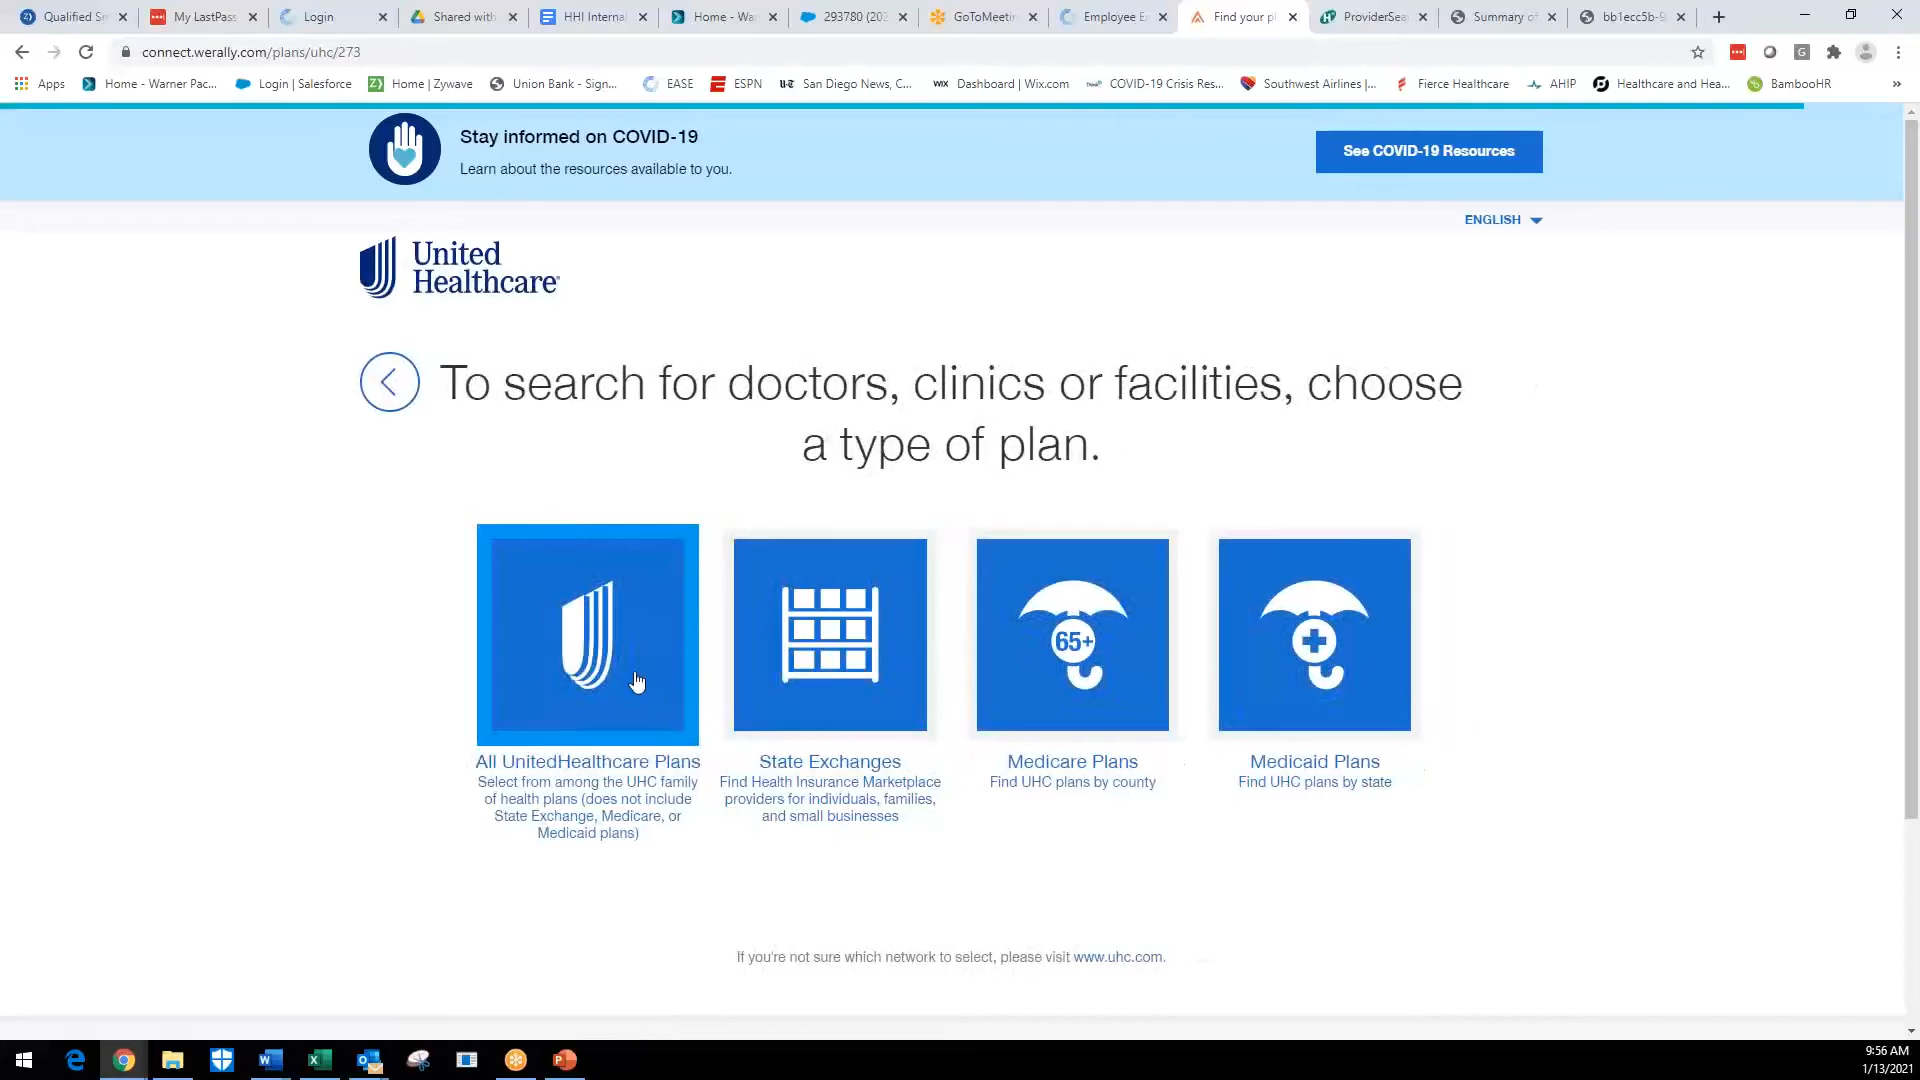 Qualified Sm
My LastPass
Login
Shared with
HHI Interna
Home - Wa
293780 (202
GoToMeeti
Employee E
Find your pl
ProviderSea
Summary of
bb1ecc5b-9
connect.werally.com/plans/uhc/273
Apps
Home - Warner Pac...
Login | Salesforce
Home | Zywave
Union Bank - Sign...
EASE
ESPN
San Diego News, C...
WIX Dashboard | Wix.com
COVID-19 Crisis Res...
Southwest Airlines |...
Fierce Healthcare
AHIP
Healthcare and Hea...
BambooHR
»
Stay informed on COVID-19
Learn about the resources available to you.
See COVID-19 Resources
ENGLISH
United
Healthcare
To search for doctors, clinics or facilities, choose
a type of plan.
65+
All UnitedHealthcare Plans
Select from among the UHC family
of health plans (does not include
State Exchange, Medicare, or
Medicaid plans)
State Exchanges
Find Health Insurance Marketplace
providers for individuals, families,
and small businesses
Medicare Plans
Find UHC plans by county
Medicaid Plans
Find UHC plans by state
If you're not sure which network to select, please visit www.uhc.com.
9:56 AM
1/13/2021